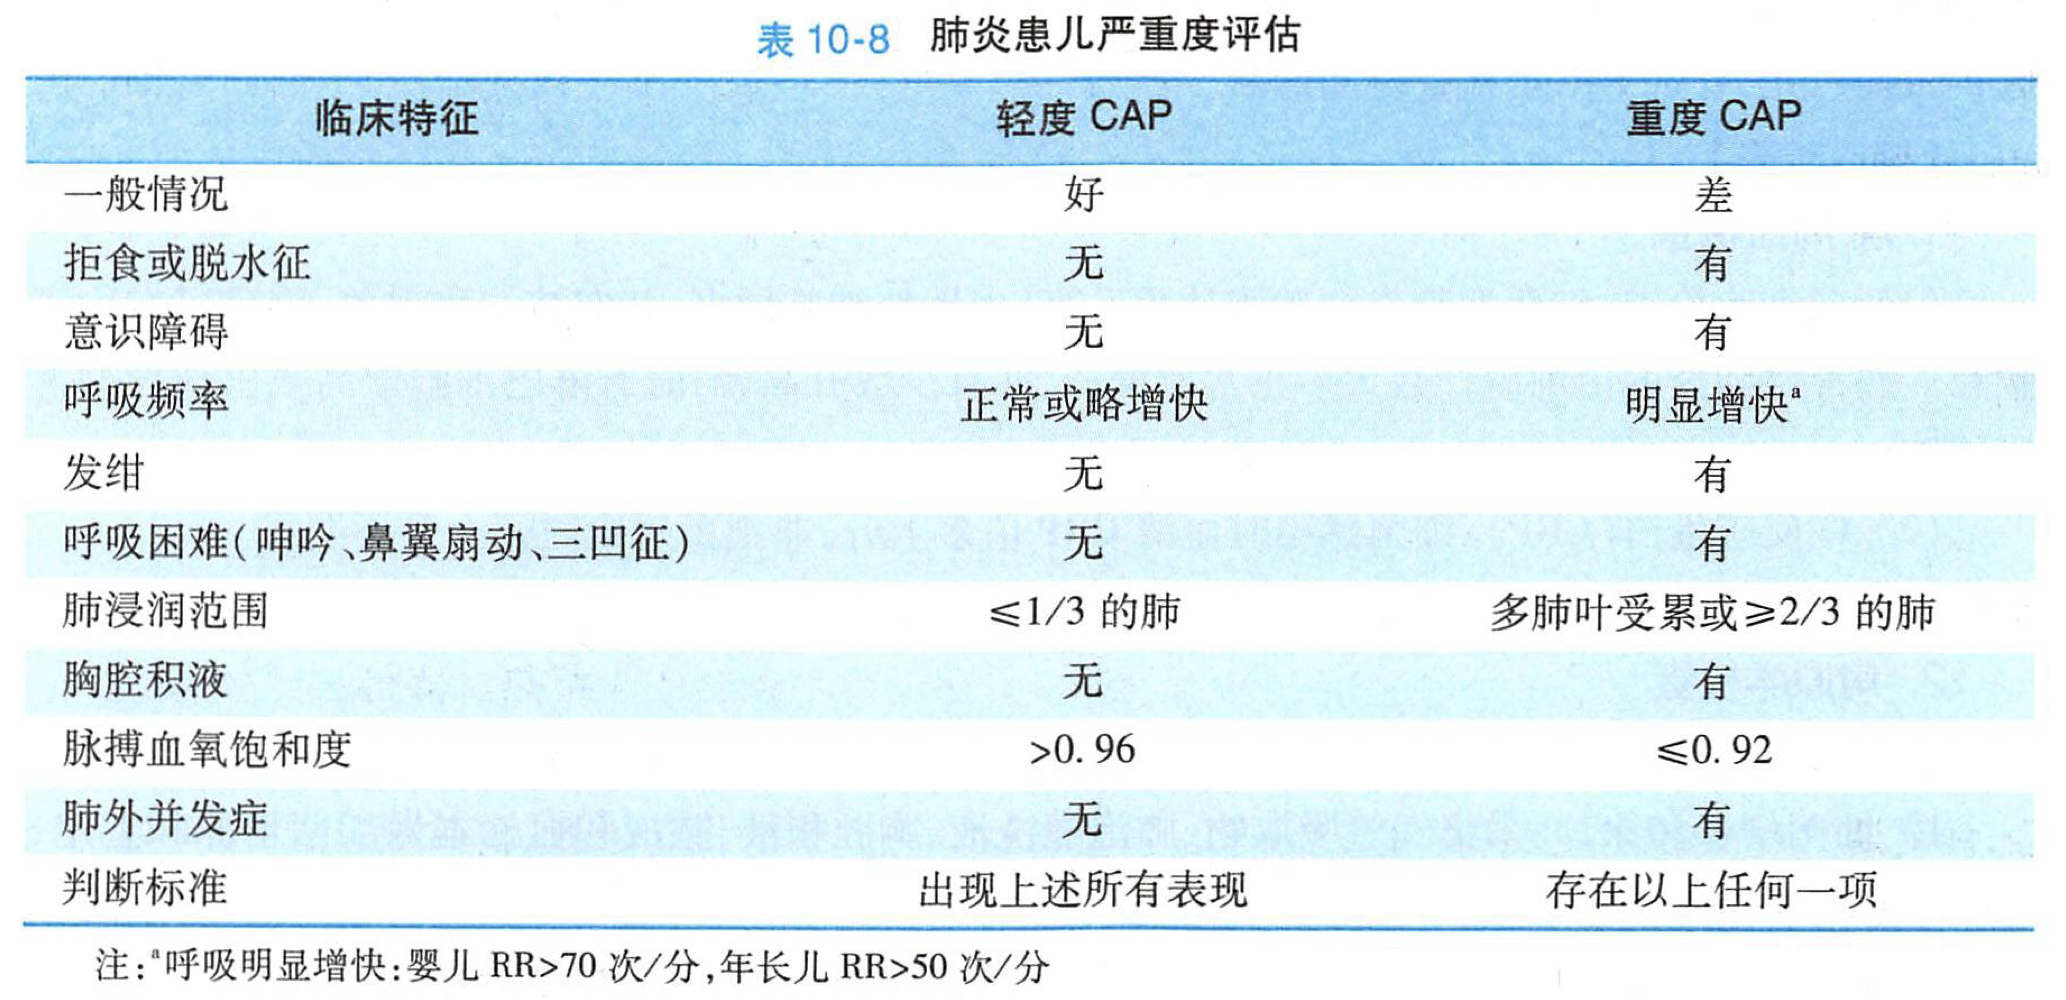 表 10-8 肺炎患儿严重度评估
临床特征 轻度 CAP 重度 CAP
一般情况 好 差
拒食或脱水征 无 有
意识障碍 无 有
呼吸频率 正常或略增快 明显增快a
发绀 无 有
呼吸困难(呻吟、鼻翼扇动、三凹征) 无 有
肺浸润范围 ≤1/3 的肺 多肺叶受累或≥2/3 的肺
胸腔积液 无 有
脉搏血氧饱和度 >0.96 ≤0.92
肺外并发症 无 有
判断标准 出现上述所有表现 存在以上任何一项
注:a呼吸明显增快:婴儿 RR>70 次/分,年长儿 RR>50 次/分